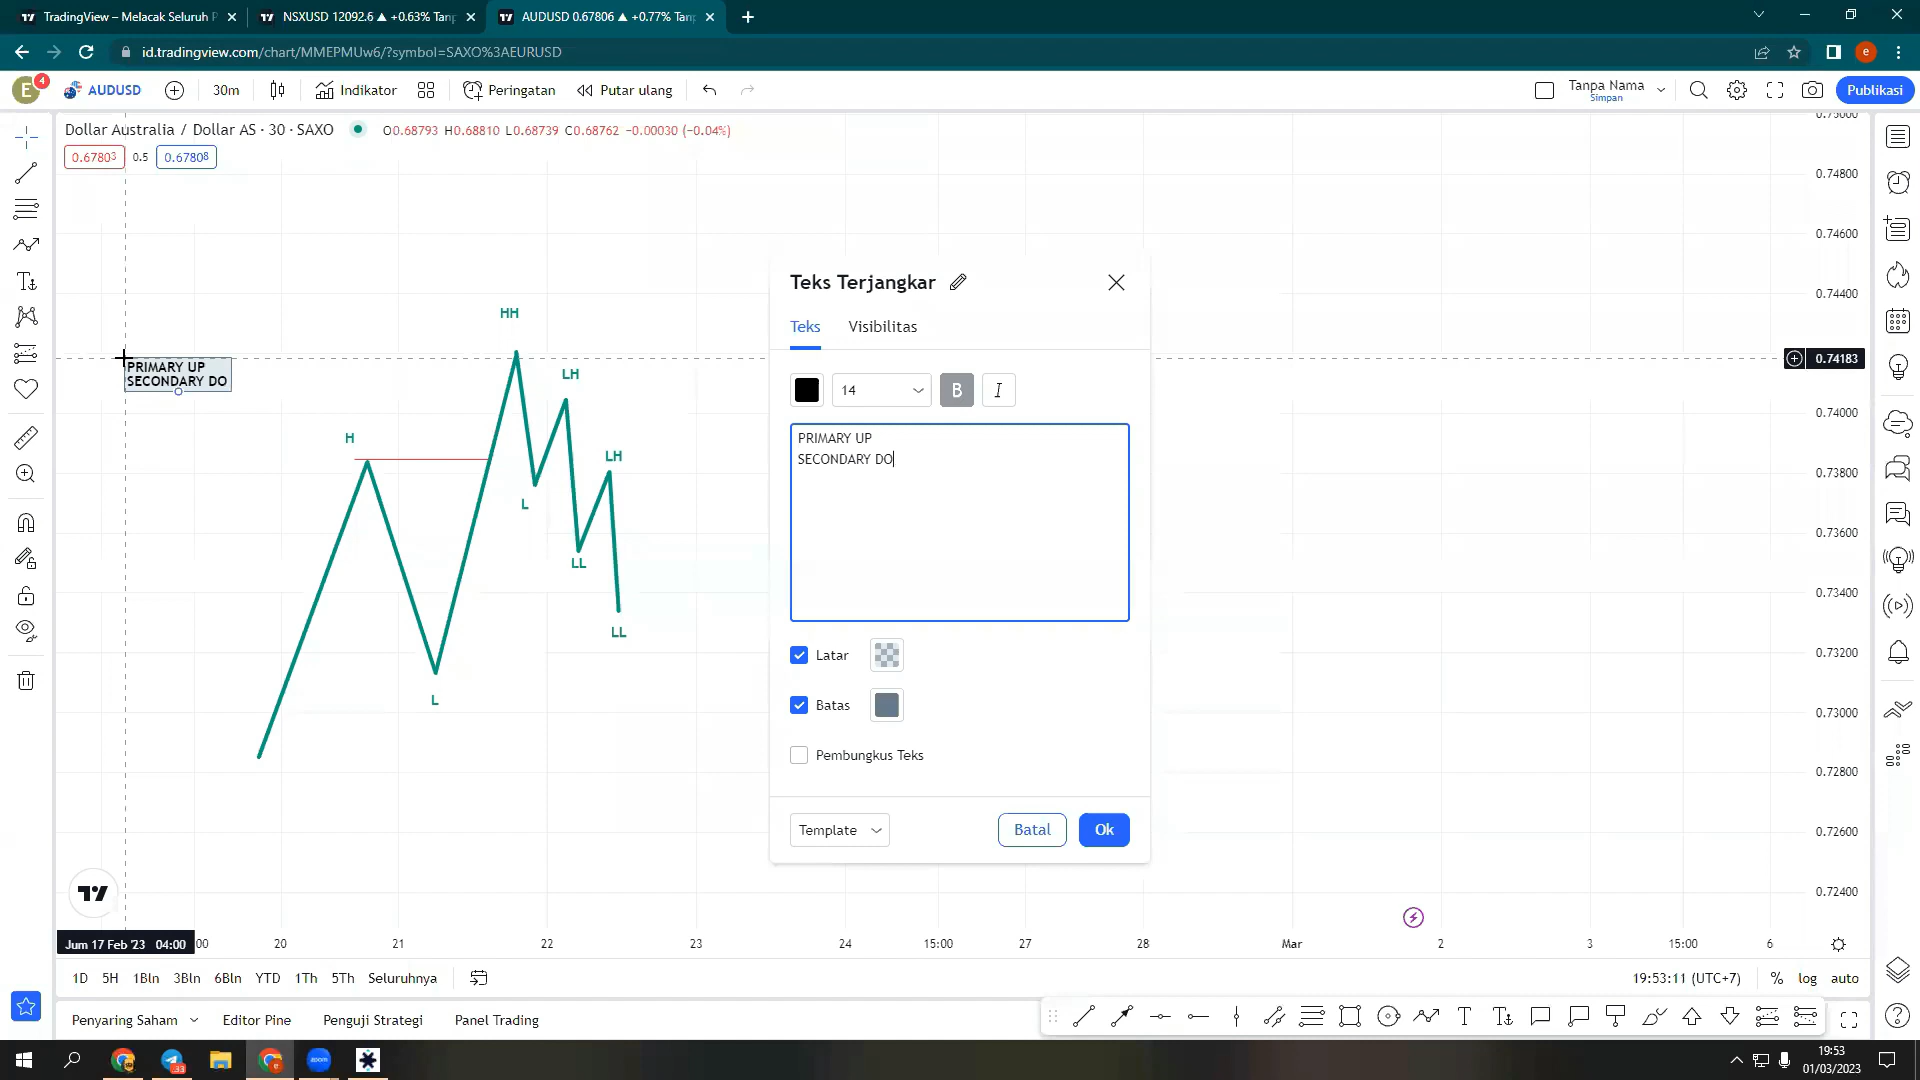 TradingView – Melacak Seluruh P
NSXUSD 12092.6 ▲ +0.63% Tanp
AUDUSD 0.67806 ▲ +0.77% Tan
id.tradingview.com/chart/MMEPMUw6/?symbol=SAXO%3AEURUSD
e
E
4
AUDUSD
30m
Indikator
Peringatan
Putar ulang
Tanpa Nama
Simpan
Publikasi
Dollar Australia / Dollar AS · 30 · SAXO
O0.68793 H0.68810 L0.68739 C0.68762 −0.00030 (−0.04%)
0.67803
0.5
0.67808
0.75000
0.74800
0.74600
0.74400
0.74183
0.74000
0.73800
0.73600
0.73400
0.73200
0.73000
0.72800
0.72600
0.72400
PRIMARY UP
SECONDARY DO
HH
H
LH
LH
L
LL
LL
L
Teks Terjangkar
Teks
Visibilitas
14
B
I
PRIMARY UP
SECONDARY DO
Latar
Batas
Pembungkus Teks
Template
Batal
Ok
Jum 17 Feb '23 04:00
00
20
21
22
23
24
15:00
27
28
Mar
2
3
15:00
6
1D
5H
1Bln
3Bln
6Bln
YTD
1Th
5Th
Seluruhnya
19:53:11 (UTC+7)
%
log
auto
Penyaring Saham
Editor Pine
Penguji Strategi
Panel Trading
zoom
33
19:53
01/03/2023